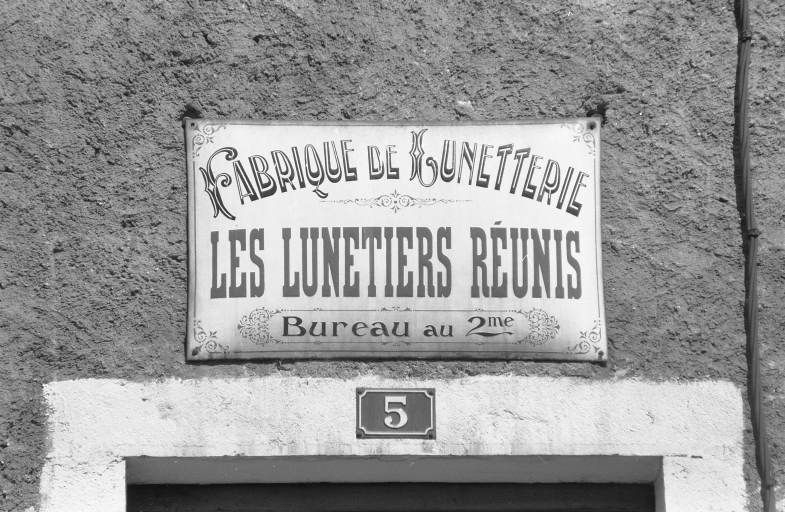 FABRIQUE DE LUNETTERIE
LES LUNETIERS RÉUNIS
Bureau au 2me
5